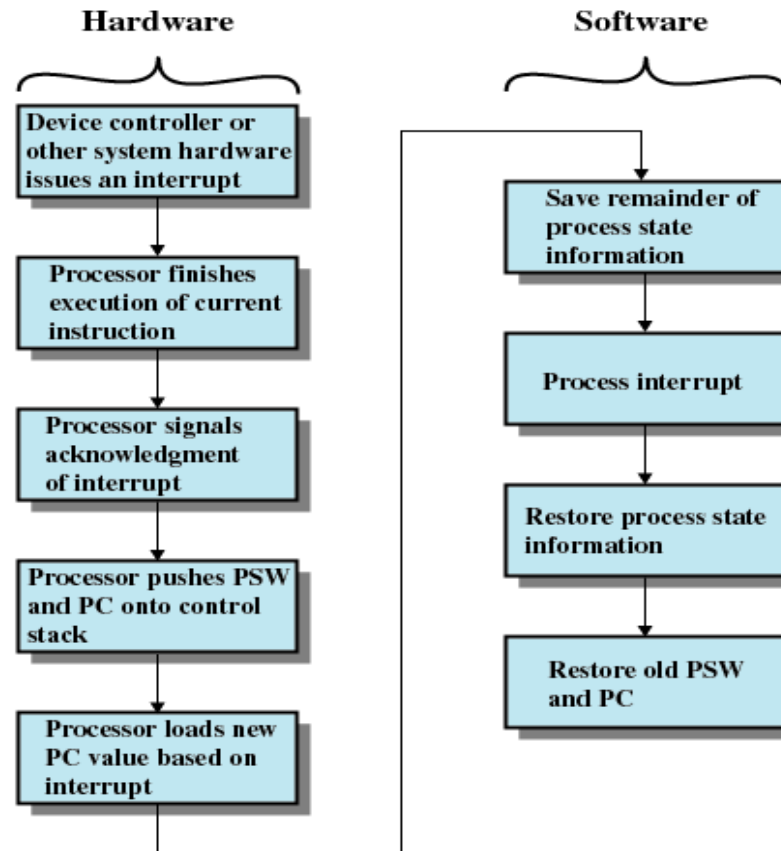 Hardware
Device controller or
other system hardware
issues an interrupt
Processor finishes
execution of current
instruction
Processor signals
acknowledgment
of interrupt
Processor pushes PSW
and PC onto control
stack
Processor loads new
PC value based on
interrupt
Software
Save remainder of
process state
information
Process interrupt
Restore process state
information
Restore old PSW
and PC